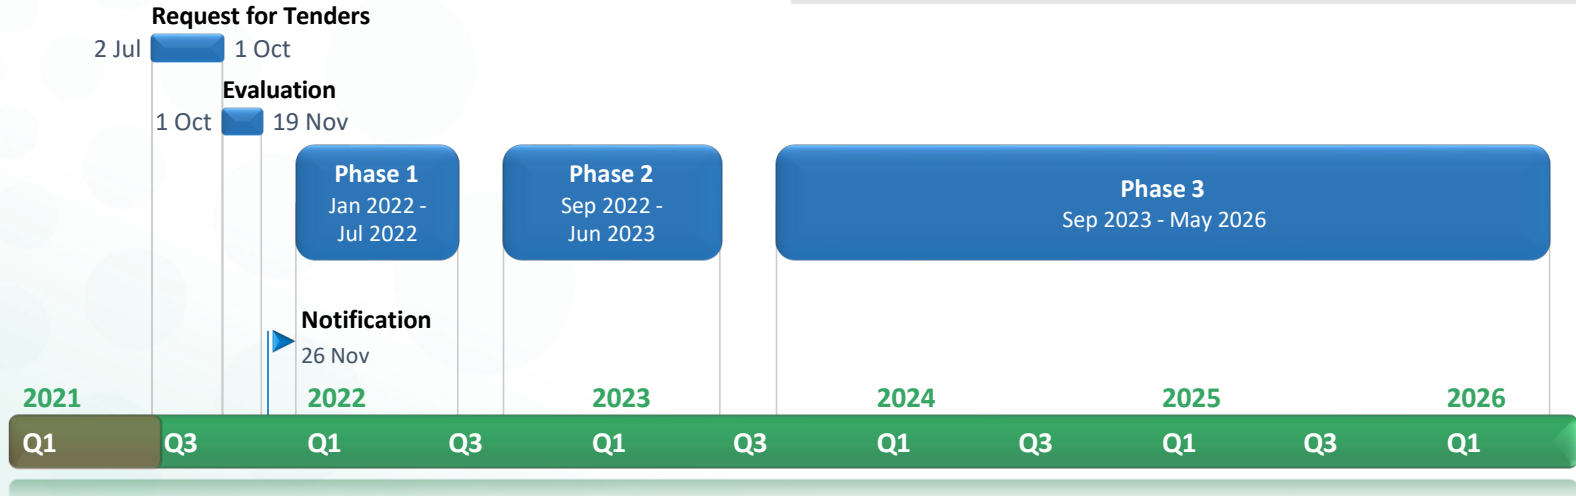 Request for Tenders
2 Jul 1 Oct
Evaluation
1 Oct 19 Nov
Phase 1
Jan 2022 -
Jul 2022
Phase 2
Sep 2022 -
Jun 2023
Phase 3
Sep 2023 - May 2026
Notification
26 Nov
2021 2022 2023 2024 2025 2026
Q1 Q3 Q1 Q3 Q1 Q3 Q1 Q3 Q1 Q3 Q1